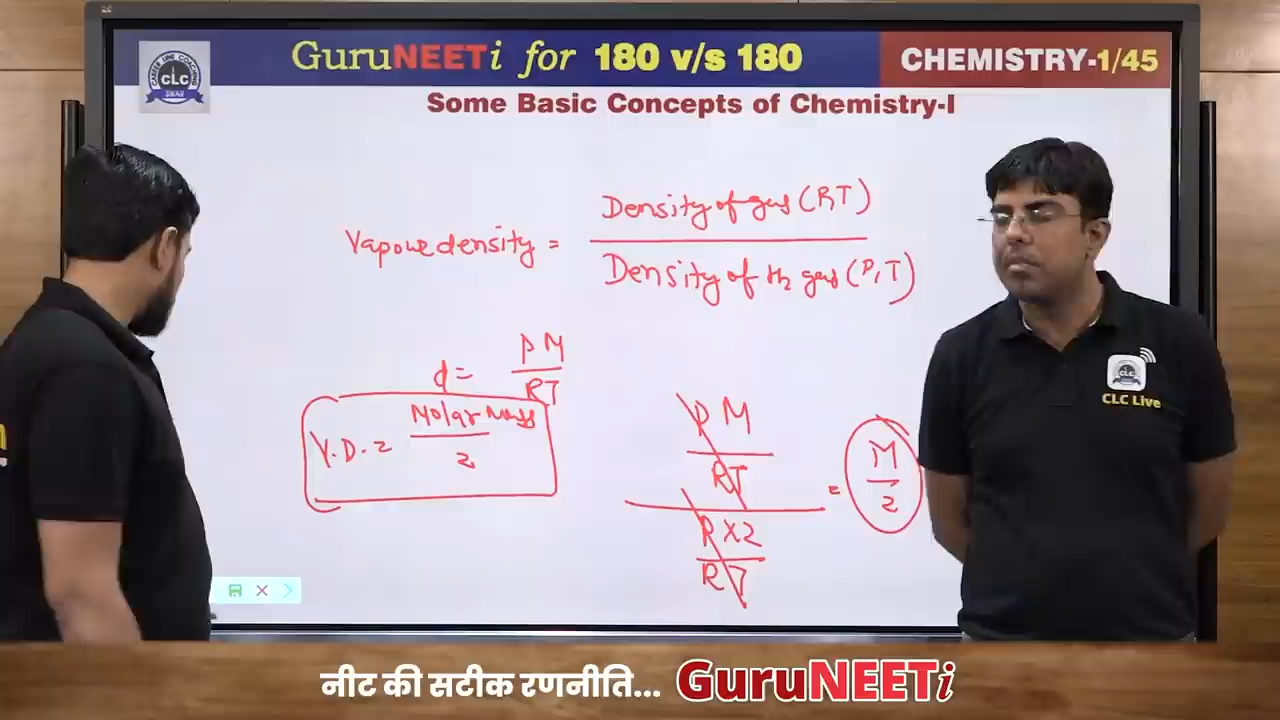 GuruNEETi for 180 v/s 180
CHEMISTRY-1/45
CLC
Some Basic Concepts of Chemistry-I
Vapour density = Density of gas (P,T) / Density of H2 gas (P,T)
d = PM / RT
V.D. = Molar Mass / 2
PM / RT
P×2 / RT
= M / 2
CLC Live
नीट की सटीक रणनीति... GuruNEETi